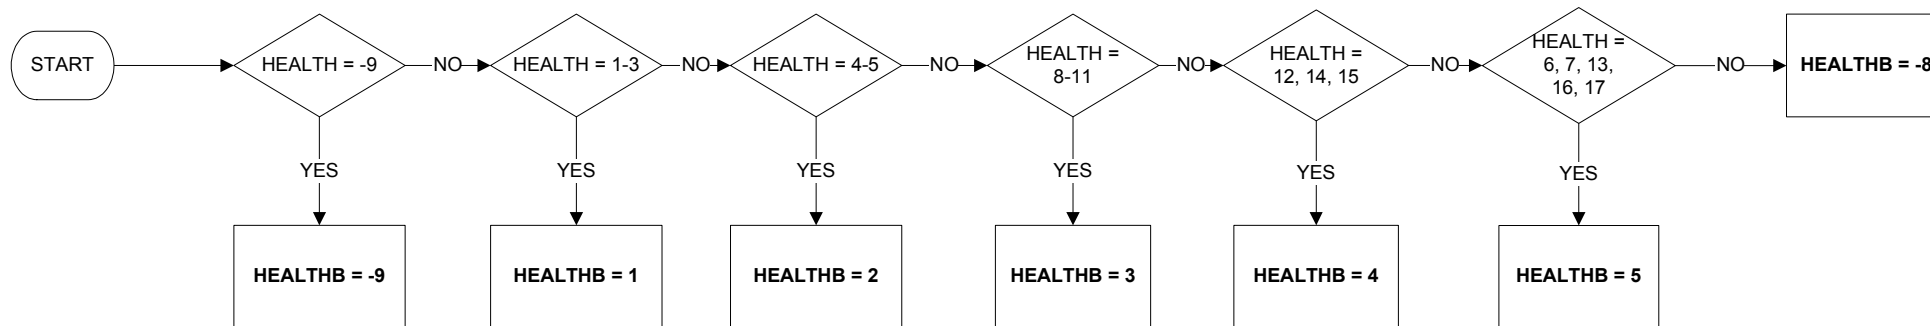 START
HEALTH = -9
NO
HEALTH = 1-3
NO
HEALTH = 4-5
NO
HEALTH =
8-11
NO
HEALTH =
12, 14, 15
NO
HEALTH =
6, 7, 13,
16, 17
NO
HEALTHB = -8
YES
YES
YES
YES
YES
YES
HEALTHB = -9
HEALTHB = 1
HEALTHB = 2
HEALTHB = 3
HEALTHB = 4
HEALTHB = 5